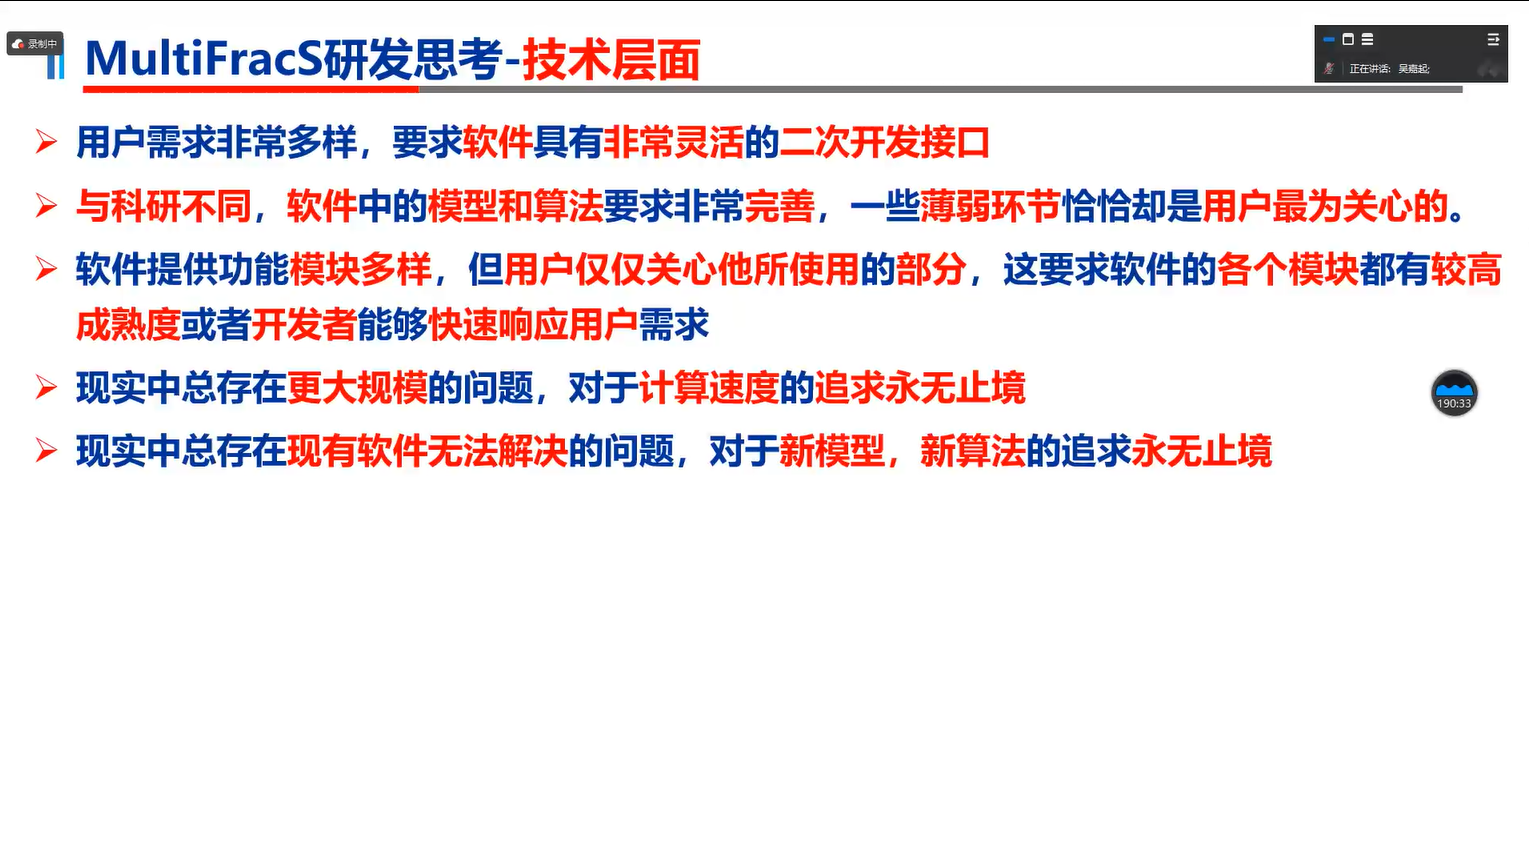 录制中
MultiFracS研发思考-技术层面
正在讲话: 吴嘉起;
用户需求非常多样，要求软件具有非常灵活的二次开发接口
与科研不同，软件中的模型和算法要求非常完善，一些薄弱环节恰恰却是用户最为关心的。
软件提供功能模块多样，但用户仅仅关心他所使用的部分，这要求软件的各个模块都有较高
成熟度或者开发者能够快速响应用户需求
现实中总存在更大规模的问题，对于计算速度的追求永无止境
190:33
现实中总存在现有软件无法解决的问题，对于新模型，新算法的追求永无止境